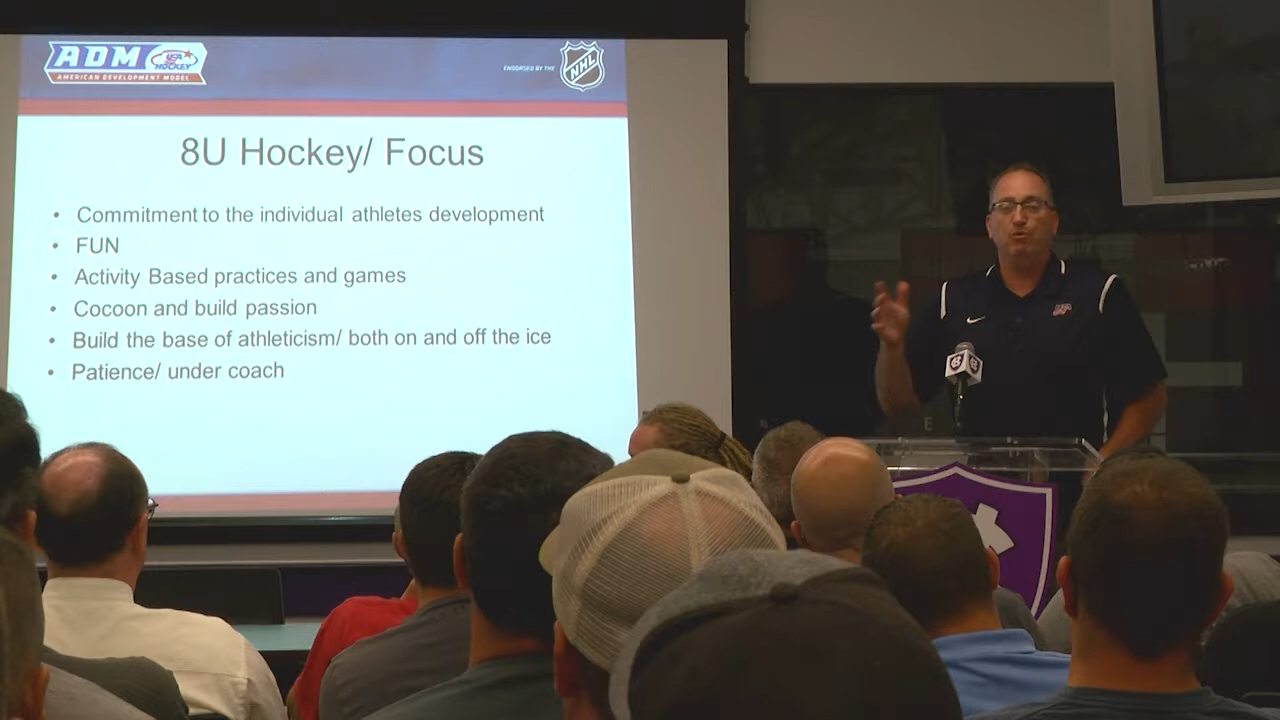 ADM
USA
HOCKEY
AMERICAN DEVELOPMENT MODEL
ENDORSED BY THE
NHL
8U Hockey/ Focus
• Commitment to the individual athletes development
• FUN
• Activity Based practices and games
• Cocoon and build passion
• Build the base of athleticism/ both on and off the ice
• Patience/ under coach